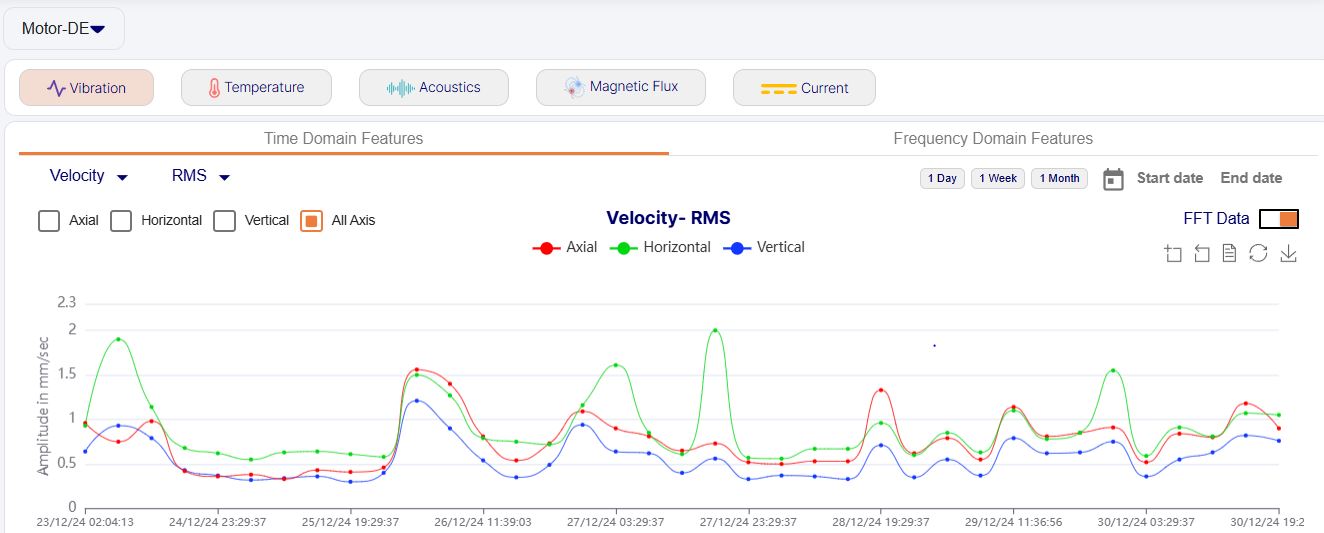 Motor-DE
Vibration Temperature Acoustics Magnetic Flux Current
Time Domain Features Frequency Domain Features
Velocity RMS 1 Day 1 Week 1 Month Start date End date
Axial Horizontal Vertical All Axis Velocity- RMS FFT Data
Axial Horizontal Vertical
2.3
2
1.5
1
0.5
0
Amplitude in mm/sec
23/12/24 02:04:13 24/12/24 23:29:37 25/12/24 19:29:37 26/12/24 11:39:03 27/12/24 03:29:37 27/12/24 23:29:37 28/12/24 19:29:37 29/12/24 11:36:56 30/12/24 03:29:37 30/12/24 19:2